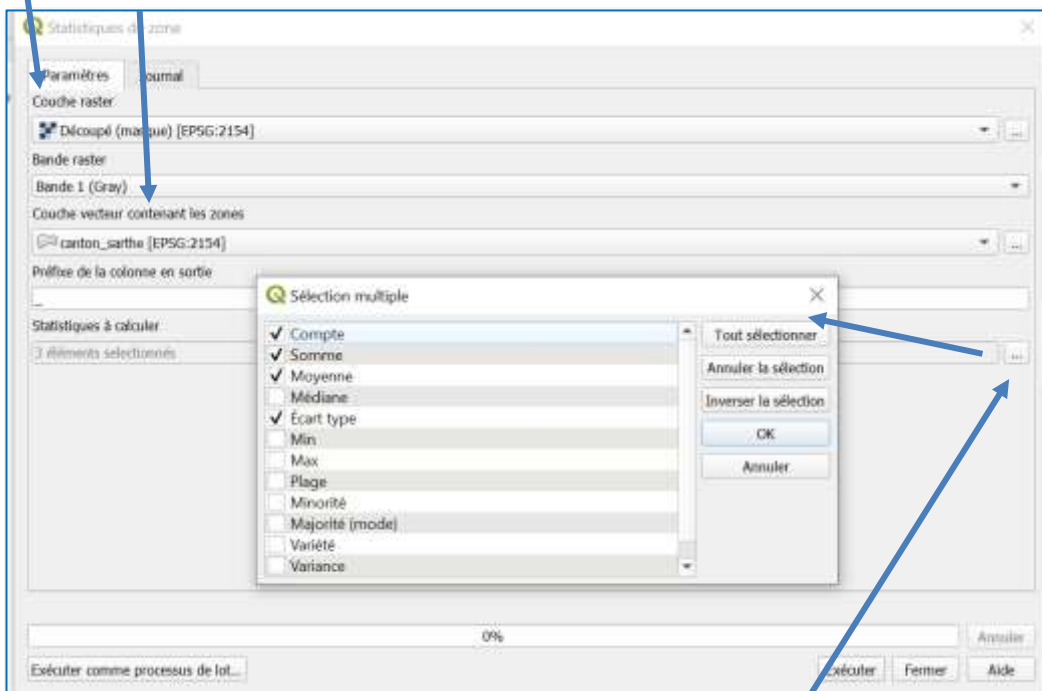 Statistiques de zone
Paramètres Journal
Couche raster
Découpé (masque) [EPSG:2154]
...
Bande raster
Bande 1 (Gray)
Couche vecteur contenant les zones
canton_sarthe [EPSG:2154]
...
Préfixe de la colonne en sortie
_
Statistiques à calculer
3 éléments selectionnés
...
Sélection multiple
Compte
Somme
Moyenne
Médiane
Écart type
Min
Max
Plage
Minorité
Majorité (mode)
Variété
Variance
Tout sélectionner
Annuler la sélection
Inverser la sélection
OK
Annuler
0%
Annuler
Exécuter comme processus de lot...
Exécuter Fermer Aide